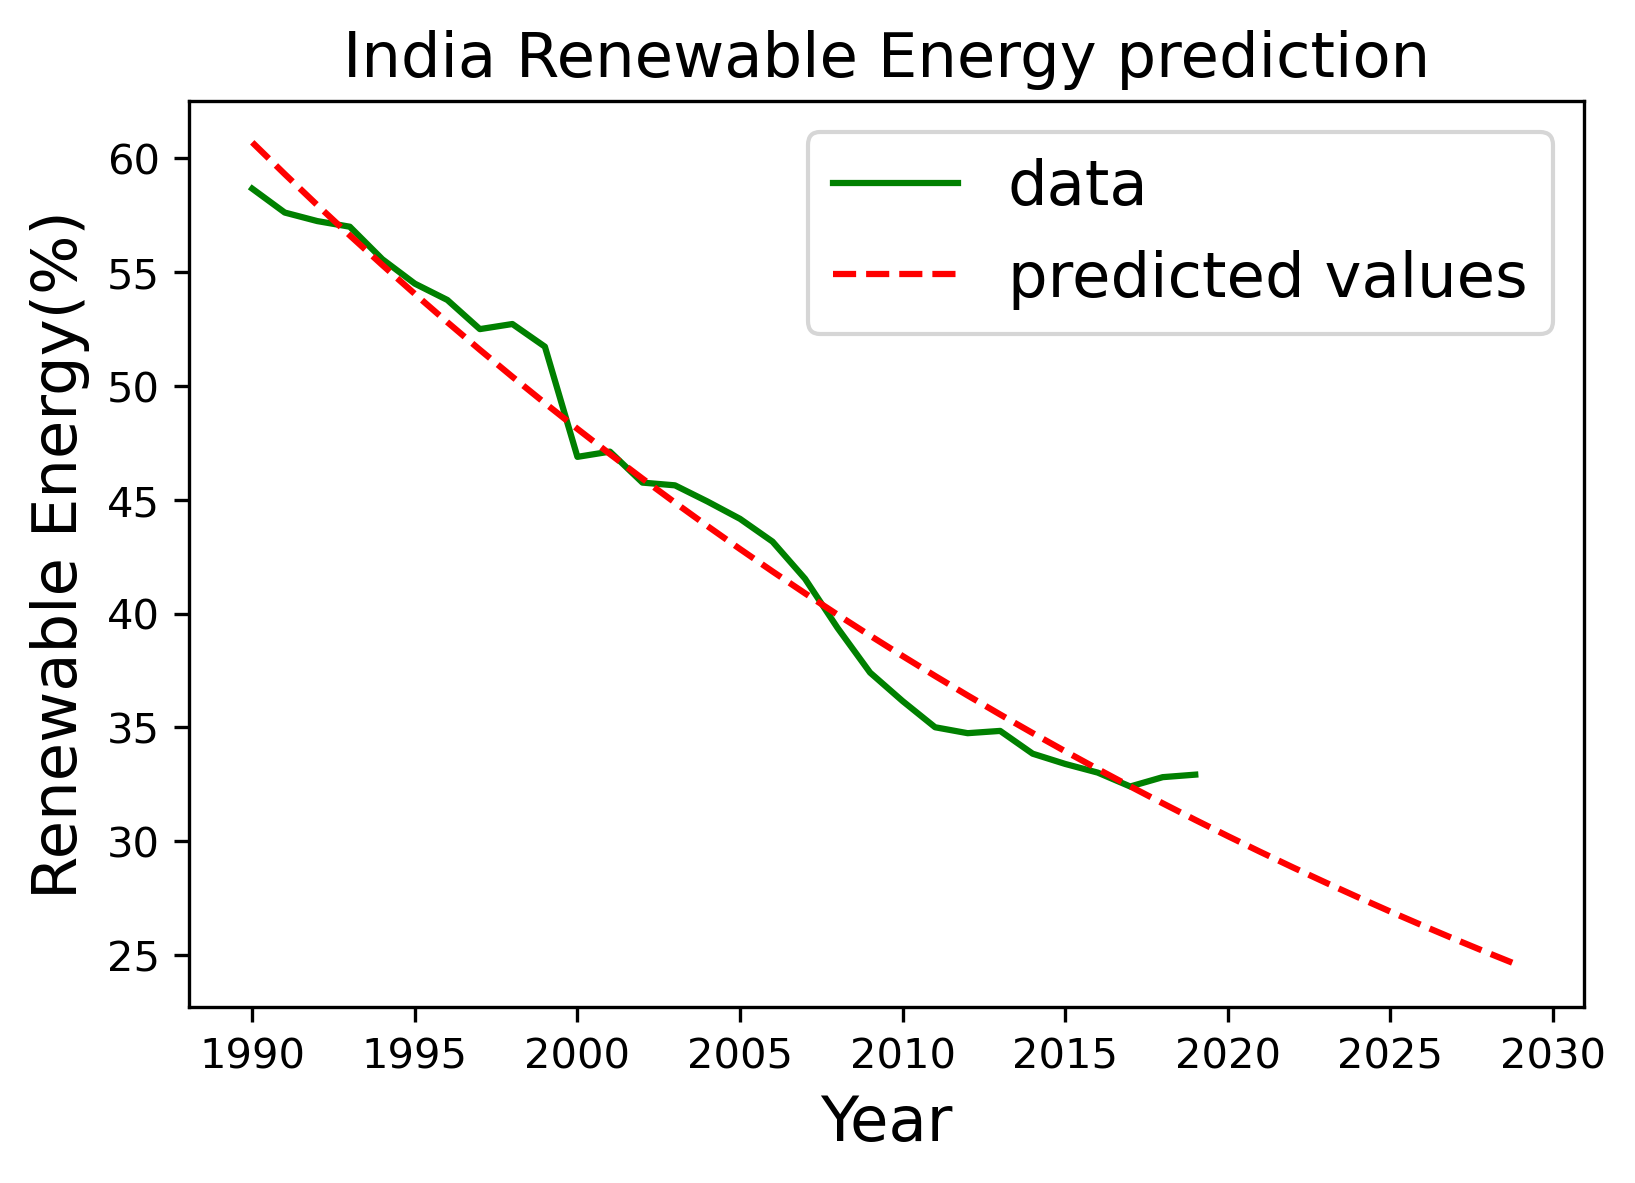 India Renewable Energy prediction
data
predicted values
Renewable Energy(%)
60
55
50
45
40
35
30
25
1990 1995 2000 2005 2010 2015 2020 2025 2030
Year